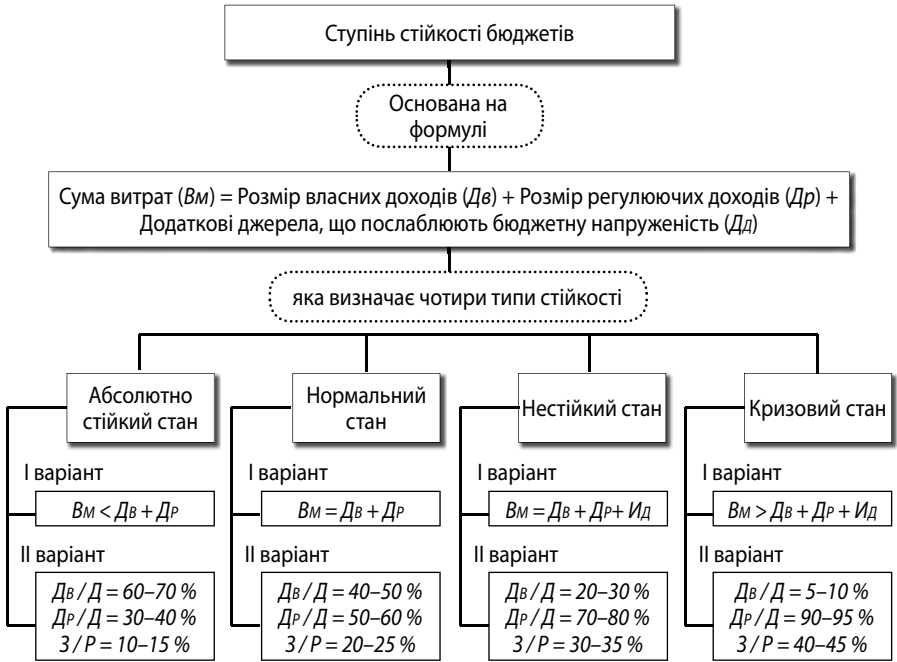 Ступінь стійкості бюджетів
Основана на
формулі
Сума витрат (Вм) = Розмір власних доходів (Дв) + Розмір регулюючих доходів (Др) +
Додаткові джерела, що послаблюють бюджетну напруженість (Дд)
яка визначає чотири типи стійкості
Абсолютно
стійкий стан
І варіант
Вм < Дв + Др
ІІ варіант
Дв / Д = 60–70 %
Др / Д = 30–40 %
З / Р = 10–15 %
Нормальний
стан
І варіант
Вм = Дв + Др
ІІ варіант
Дв / Д = 40–50 %
Др / Д = 50–60 %
З / Р = 20–25 %
Нестійкий стан
І варіант
Вм = Дв + Др+ Ид
ІІ варіант
Дв / Д = 20–30 %
Др / Д = 70–80 %
З / Р = 30–35 %
Кризовий стан
І варіант
Вм > Дв + Др + Ид
ІІ варіант
Дв / Д = 5–10 %
Др / Д = 90–95 %
З / Р = 40–45 %